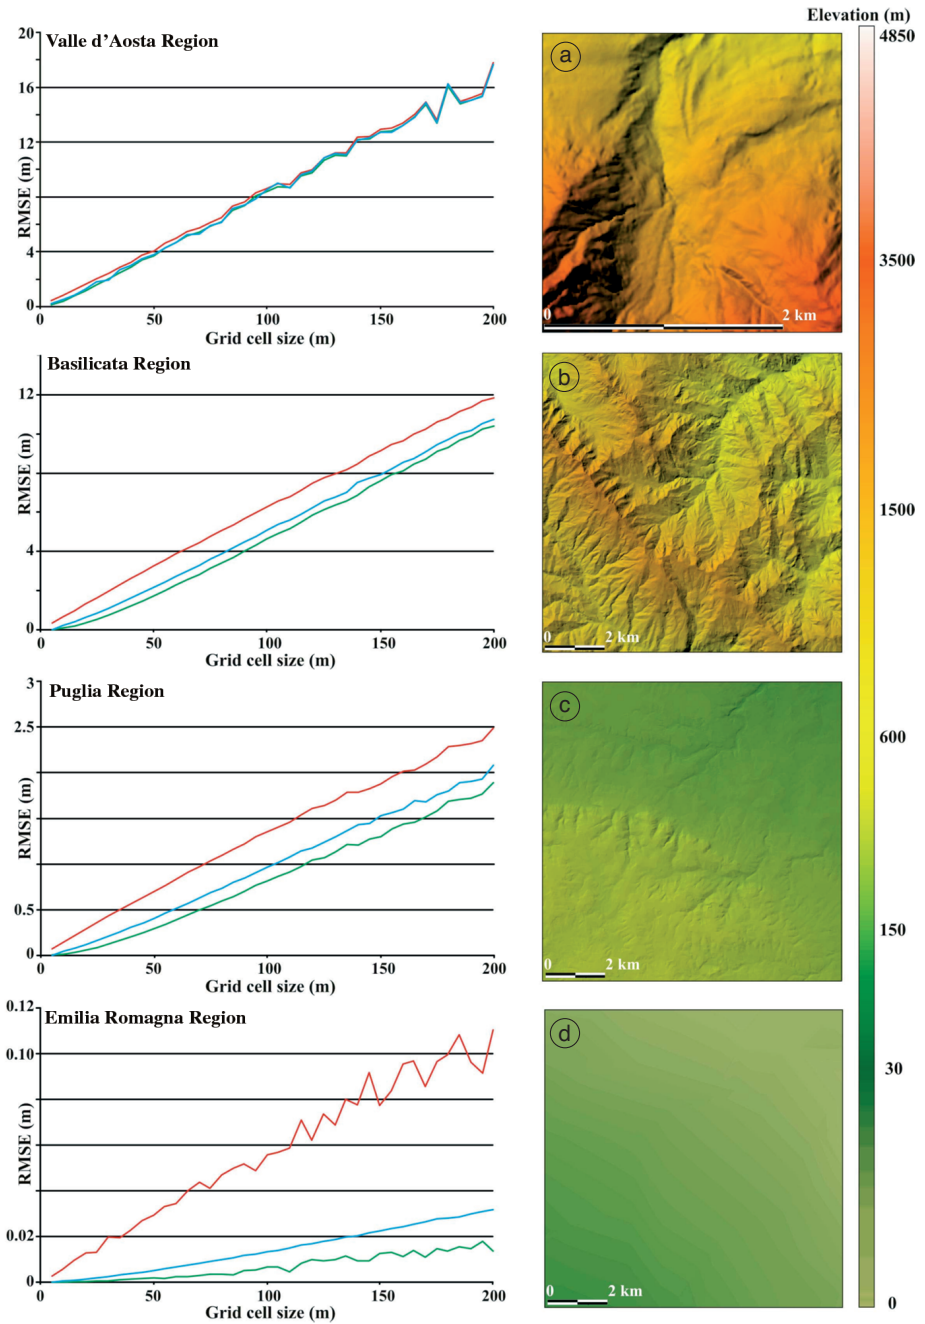 Elevation (m)
20
Valle d’Aosta Region
16
12
RMSE (m)
4
0
0 50 100 150 200
Grid cell size (m)
a
0 2 km
Basilicata Region
12
RMSE (m)
4
0
0 50 100 150 200
Grid cell size (m)
b
0 2 km
3
Puglia Region
2.5
RMSE (m)
0.5
0
0 50 100 150 200
Grid cell size (m)
c
0 2 km
0.12
Emilia Romagna Region
0.10
RMSE (m)
0.02
0
0 50 100 150 200
Grid cell size (m)
d
0 2 km
4850
3500
1500
600
150
30
0